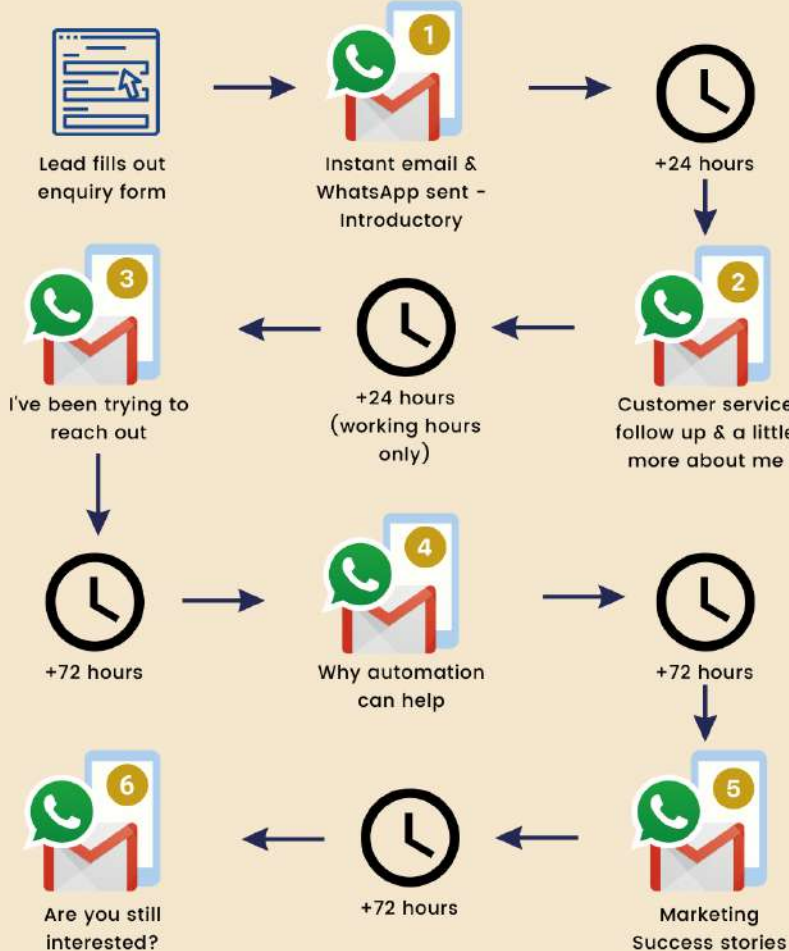 1
Lead fills out
enquiry form
Instant email &
WhatsApp sent -
Introductory
+24 hours
2
Customer service
follow up & a little
more about me
+24 hours
(working hours
only)
3
I've been trying to
reach out
+72 hours
4
Why automation
can help
+72 hours
5
Marketing
Success stories
+72 hours
6
Are you still
interested?